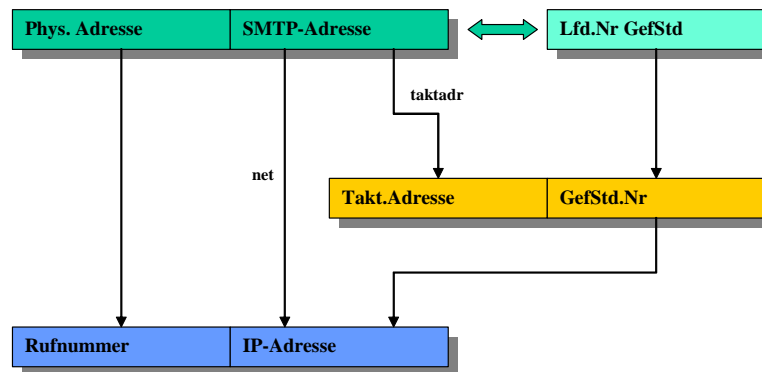 Phys. Adresse SMTP-Adresse Lfd.Nr GefStd
taktadr
net
Takt.Adresse GefStd.Nr
Rufnummer IP-Adresse